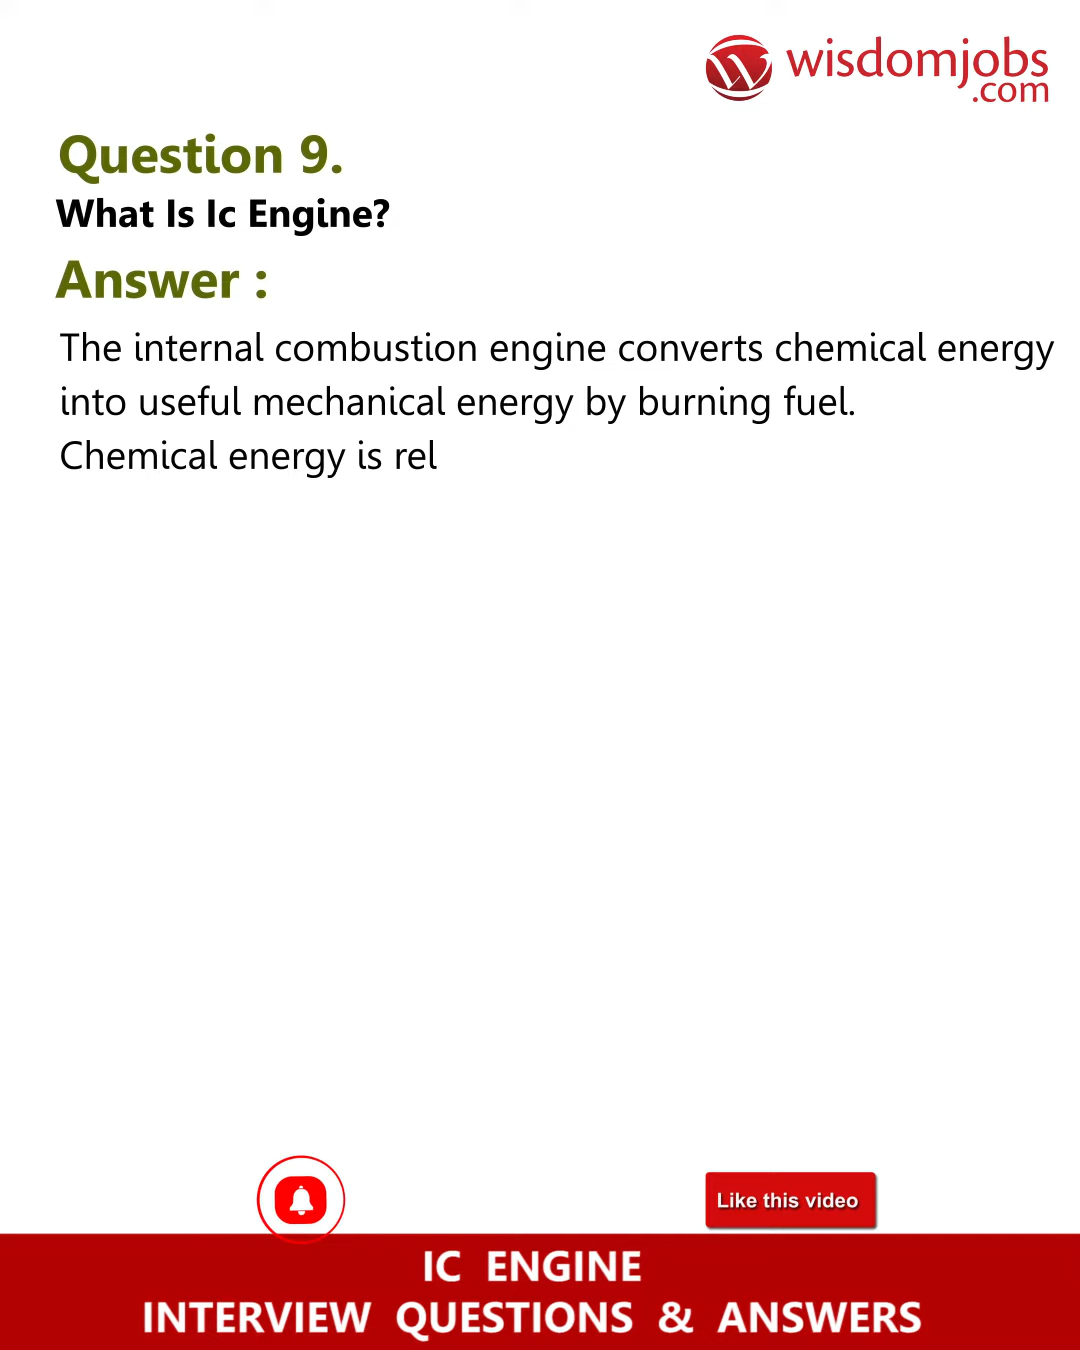 wisdomjobs
.com
Question 9.
What Is Ic Engine?
Answer :
The internal combustion engine converts chemical energy
into useful mechanical energy by burning fuel.
Chemical energy is rel
Like this video
IC ENGINE
INTERVIEW QUESTIONS & ANSWERS